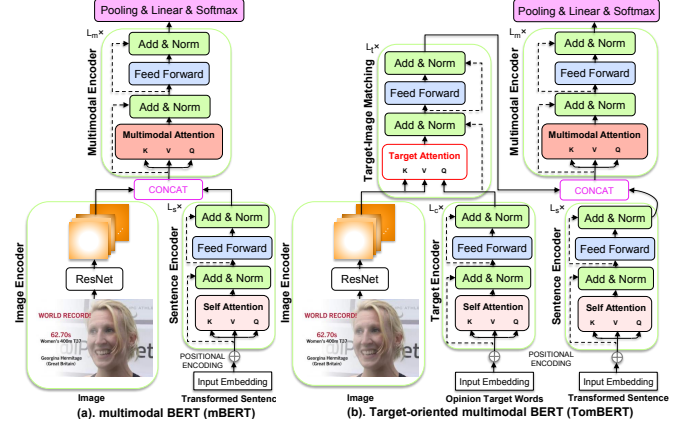 Pooling & Linear & Softmax
Lm×
Add & Norm
Feed Forward
Add & Norm
Multimodal Attention
K V Q
Multimodal Encoder
CONCAT
Image Encoder
ResNet
WORLD RECORD
62.70s
Women's 400m T37
Georgina Hermitage
(Great Britain)
Image
Ls×
Add & Norm
Feed Forward
Add & Norm
Self Attention
K V Q
Sentence Encoder
POSITIONAL
ENCODING
Input Embedding
Transformed Sentenc
(a). multimodal BERT (mBERT)
Lt×
Add & Norm
Feed Forward
Add & Norm
Target Attention
K V Q
Target-Image Matching
Pooling & Linear & Softmax
Lm×
Add & Norm
Feed Forward
Add & Norm
Multimodal Attention
K V Q
Multimodal Encoder
CONCAT
Image Encoder
ResNet
WORLD RECORD
62.70s
Women's 400m T37
Georgina Hermitage
(Great Britain)
Image
Lc×
Add & Norm
Feed Forward
Add & Norm
Self Attention
K V Q
Target Encoder
Input Embedding
Opinion Target Words
Ls×
Add & Norm
Feed Forward
Add & Norm
Self Attention
K V Q
Sentence Encoder
POSITIONAL
ENCODING
Input Embedding
Transformed Sentence
(b). Target-oriented multimodal BERT (TomBERT)